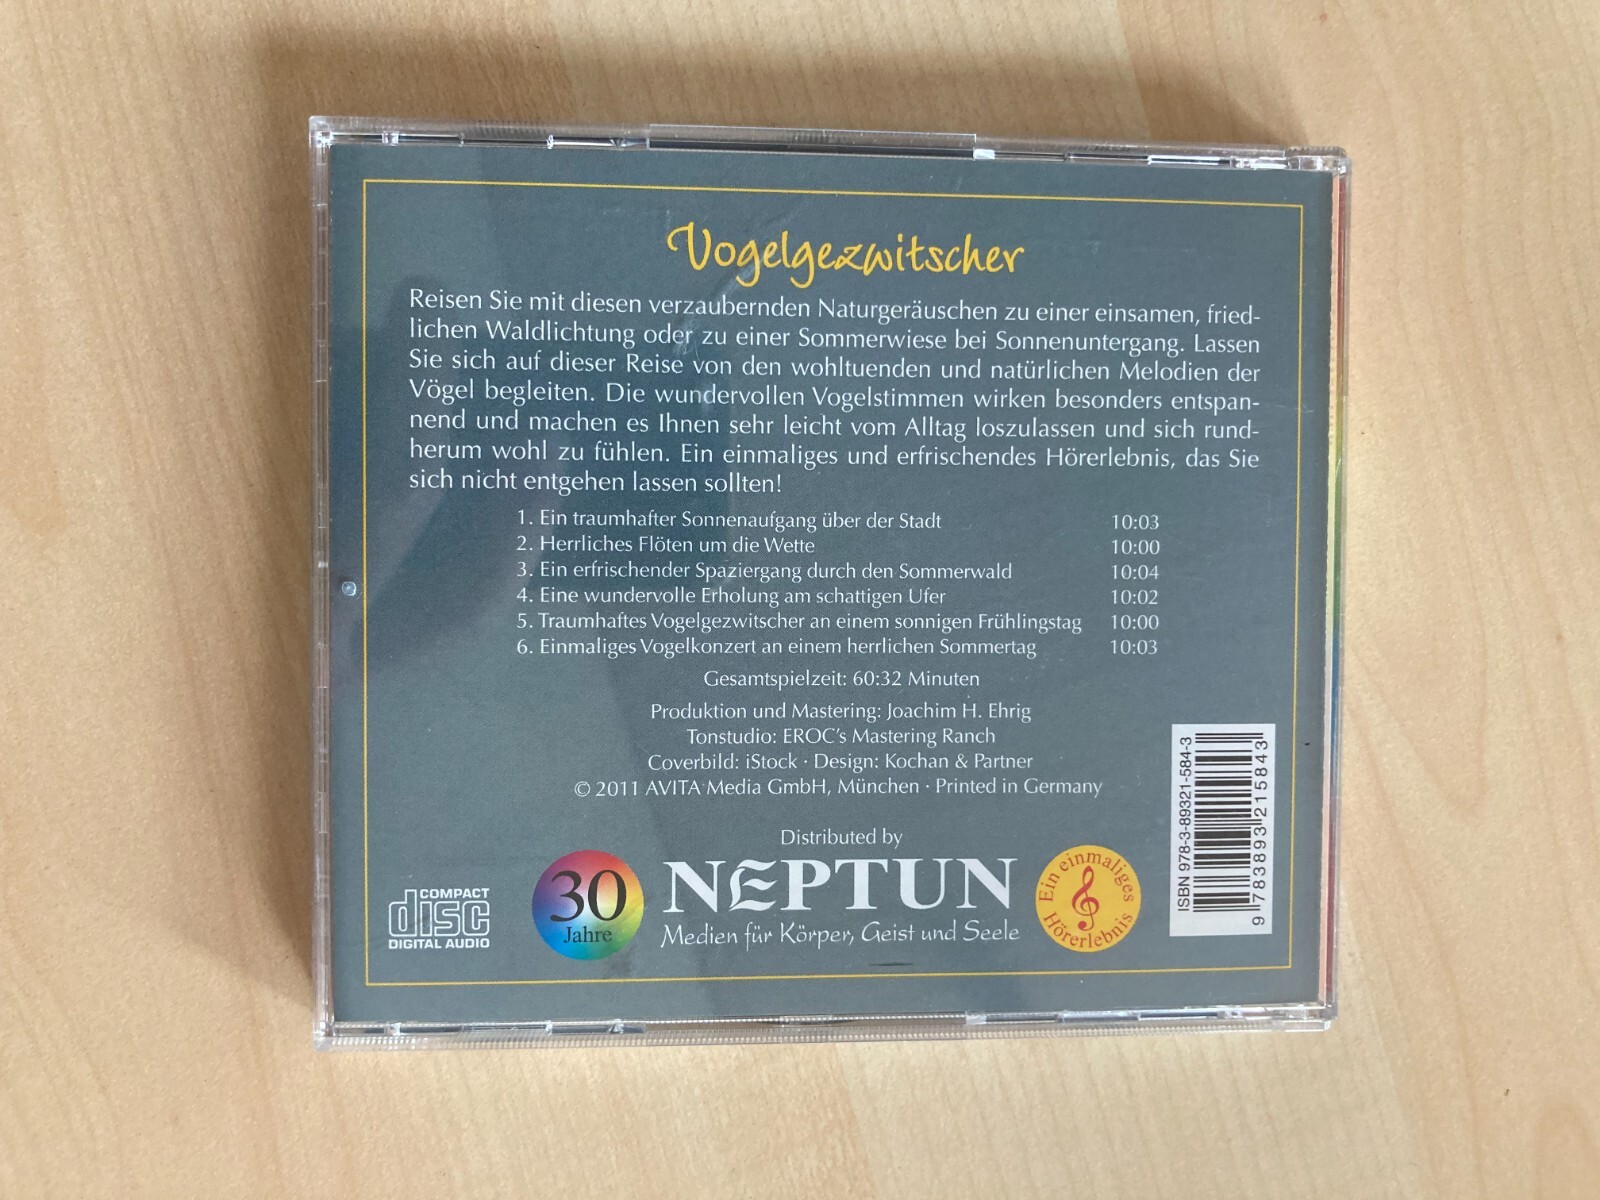 Vogelgezwitscher
Reisen Sie mit diesen verzaubernden Naturgeräuschen zu einer einsamen, fried-
lichen Waldlichtung oder zu einer Sommerwiese bei Sonnenuntergang. Lassen
Sie sich auf dieser Reise von den wohltuenden und natürlichen Melodien der
Vögel begleiten. Die wundervollen Vogelstimmen wirken besonders entspan-
nend und machen es Ihnen sehr leicht vom Alltag loszulassen und sich rund-
herum wohl zu fühlen. Ein einmaliges und erfrischendes Hörerlebnis, das Sie
sich nicht entgehen lassen sollten!
1. Ein traumhafter Sonnenaufgang über der Stadt 10:03
2. Herrliches Flöten um die Wette 10:00
3. Ein erfrischender Spaziergang durch den Sommerwald 10:04
4. Eine wundervolle Erholung am schattigen Ufer 10:02
5. Traumhaftes Vogelgezwitscher an einem sonnigen Frühlingstag 10:00
6. Einmaliges Vogelkonzert an einem herrlichen Sommertag 10:03
Gesamtspielzeit: 60:32 Minuten
Produktion und Mastering: Joachim H. Ehrig
Tonstudio: EROC's Mastering Ranch
Coverbild: iStock · Design: Kochan & Partner
© 2011 AVITA Media GmbH, München · Printed in Germany
Distributed by
NEPTUN
Medien für Körper, Geist und Seele
COMPACT
disc
DIGITAL AUDIO
30
Jahre
Ein einmaliges
Hörerlebnis
ISBN 978-3-89321-584-3
9 783893 215843